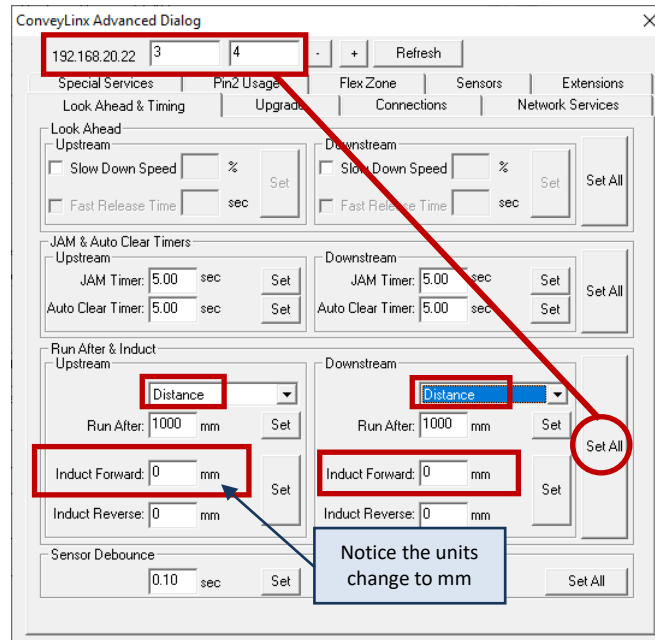 ConveyLinx Advanced Dialog
192.168.20.22 3 4 - + Refresh
Special Services Pin2 Usage Flex Zone Sensors Extensions
Look Ahead & Timing Upgrade Connections Network Services
Look Ahead
Upstream Downstream
Slow Down Speed % Set Slow Down Speed % Set Set All
Fast Release Time sec Fast Release Time sec
JAM & Auto Clear Timers
Upstream Downstream
JAM Timer: 5.00 sec Set JAM Timer: 5.00 sec Set Set All
Auto Clear Timer: 5.00 sec Set Auto Clear Timer: 5.00 sec Set
Run After & Induct
Upstream Downstream
Distance Distance
Run After: 1000 mm Set Run After: 1000 mm Set Set All
Induct Forward: 0 mm Set Induct Forward: 0 mm Set
Induct Reverse: 0 mm Induct Reverse: 0 mm
Sensor Debounce
0.10 sec Set Set All
Notice the units
change to mm